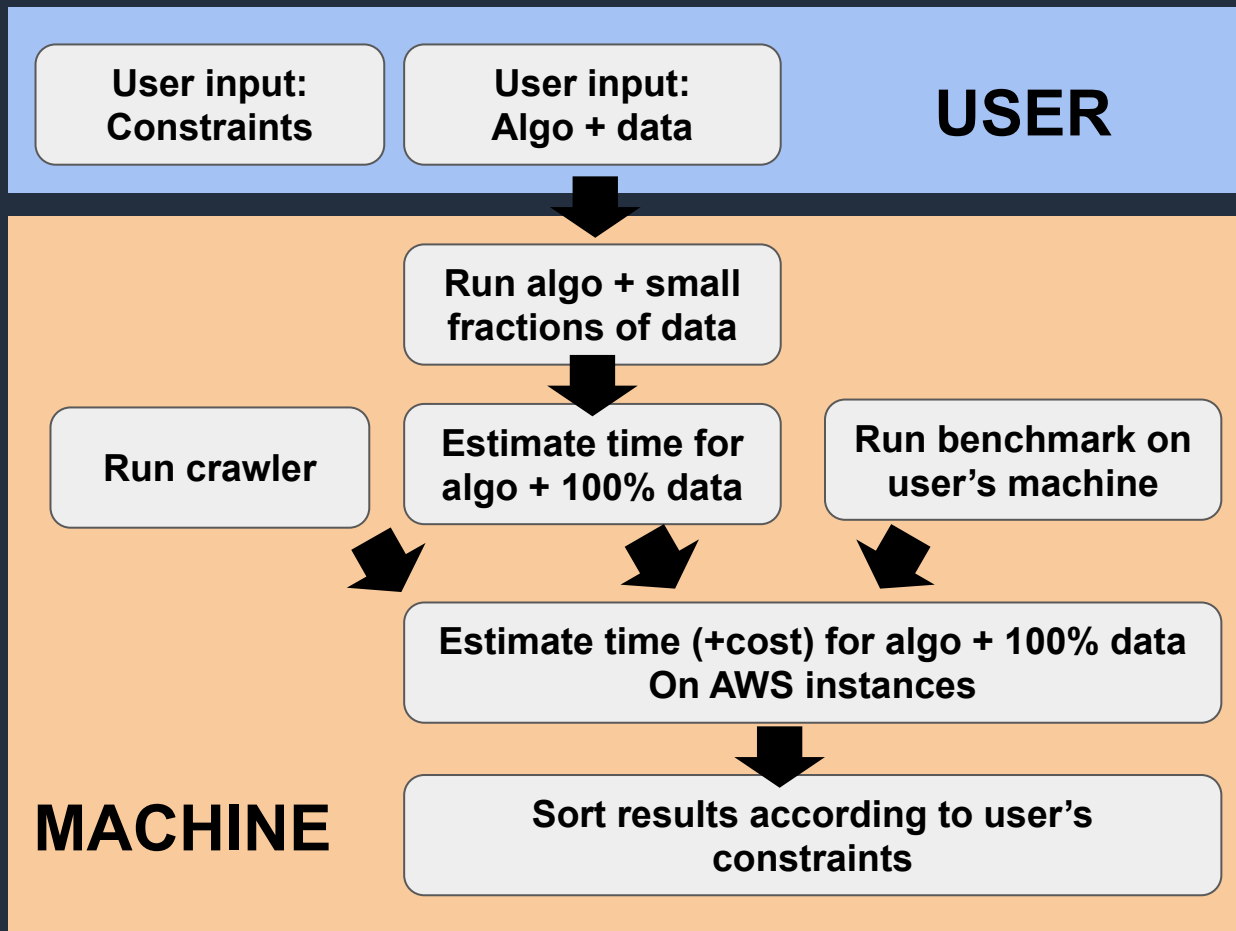 User input:
Constraints
User input:
Algo + data
USER
Run algo + small
fractions of data
Run crawler
Estimate time for
algo + 100% data
Run benchmark on
user’s machine
Estimate time (+cost) for algo + 100% data
On AWS instances
MACHINE
Sort results according to user’s
constraints